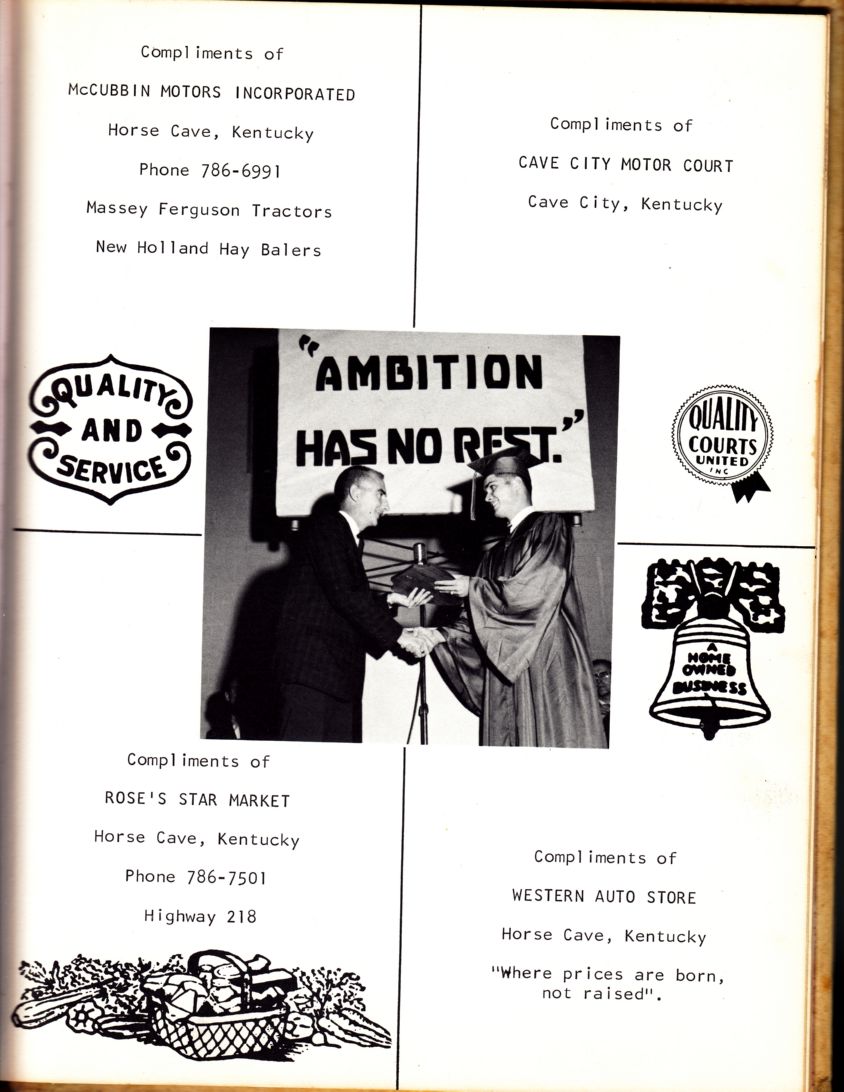 Compliments of
McCUBBIN MOTORS INCORPORATED
Horse Cave, Kentucky
Phone 786-6991
Massey Ferguson Tractors
New Holland Hay Balers
Compliments of
CAVE CITY MOTOR COURT
Cave City, Kentucky
QUALITY
AND
SERVICE
"AMBITION
HAS NO REST."
QUALITY
COURTS
UNITED
INC
A
HOME
OWNED
BUSINESS
Compliments of
ROSE'S STAR MARKET
Horse Cave, Kentucky
Phone 786-7501
Highway 218
Compliments of
WESTERN AUTO STORE
Horse Cave, Kentucky
"Where prices are born,
not raised".